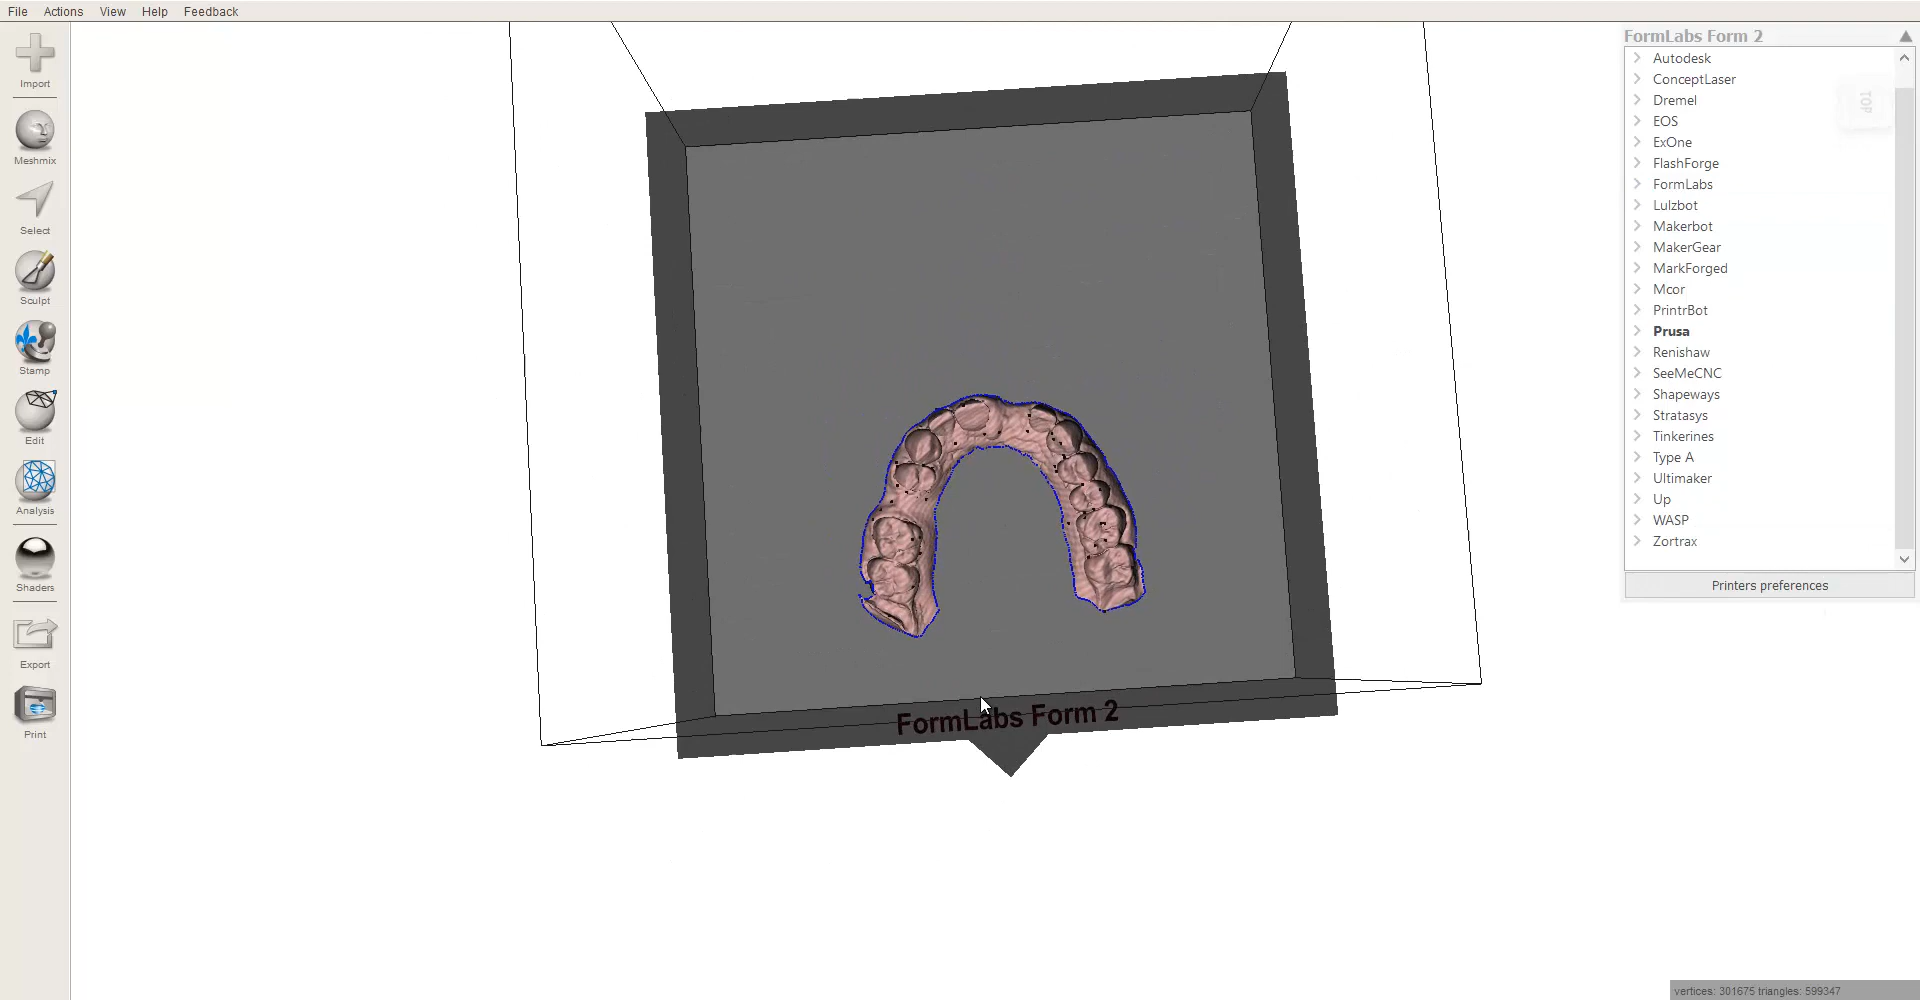 File Actions View Help Feedback
Import
Meshmix
Select
Sculpt
Stamp
Edit
Analysis
Shaders
Export
Print
FormLabs Form 2
FormLabs Form 2
Autodesk
ConceptLaser
Dremel
EOS
ExOne
FlashForge
FormLabs
Lulzbot
Makerbot
MakerGear
MarkForged
Mcor
PrintrBot
Prusa
Renishaw
SeeMeCNC
Shapeways
Stratasys
Tinkerines
Type A
Ultimaker
Up
WASP
Zortrax
Printers preferences
TOP
vertices: 301675 triangles: 599347